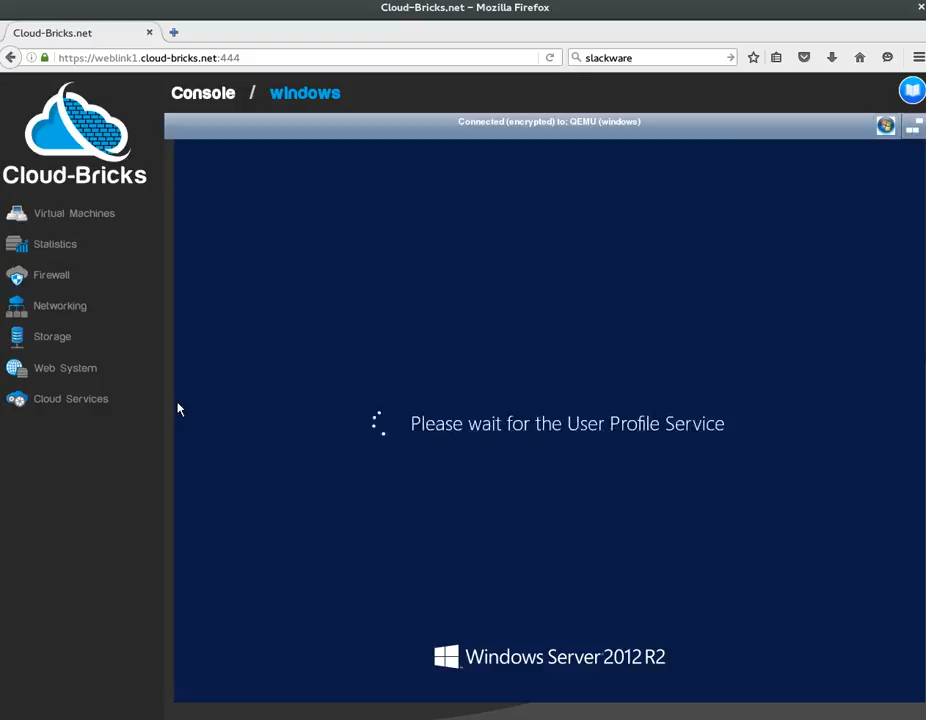 Cloud-Bricks.net – Mozilla Firefox
Cloud-Bricks.net
https://weblink1.cloud-bricks.net:444
slackware
Console / windows
Connected (encrypted) to: QEMU (windows)
Cloud-Bricks
Virtual Machines
Statistics
Firewall
Networking
Storage
Web System
Cloud Services
Please wait for the User Profile Service
Windows Server 2012 R2